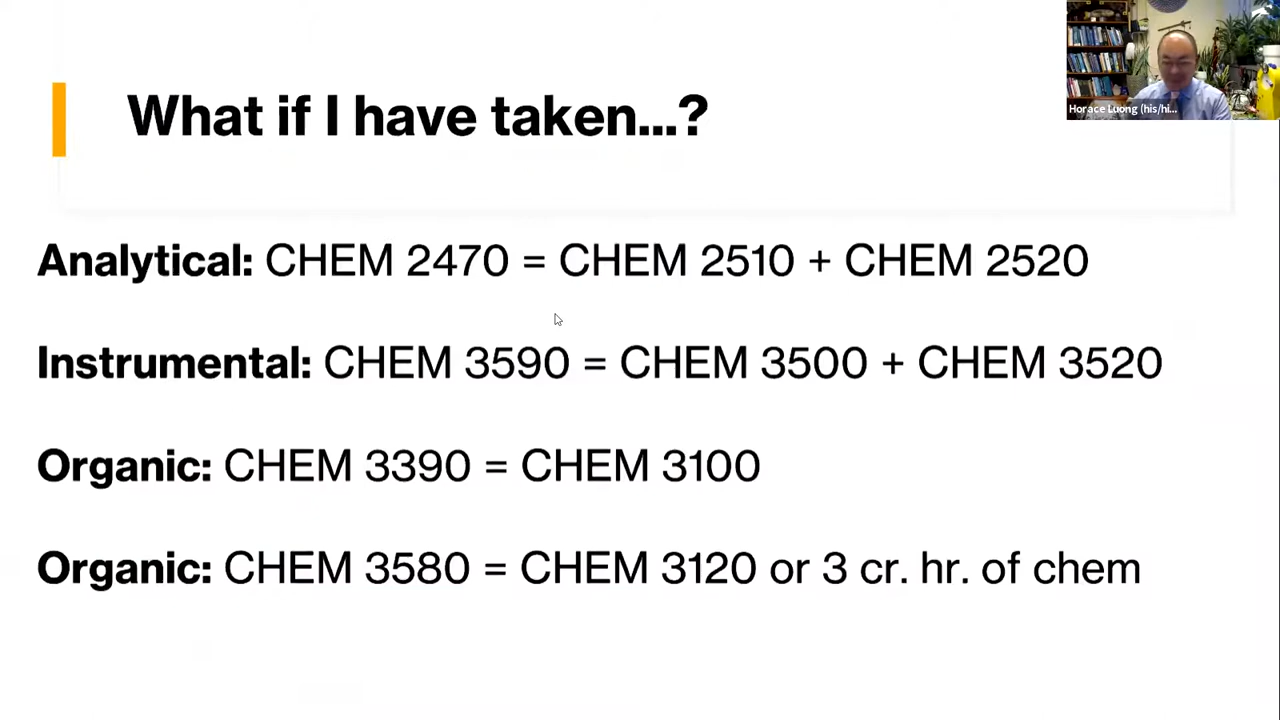 What if I have taken...?
Horace Luong (his/hi...
Analytical: CHEM 2470 = CHEM 2510 + CHEM 2520
Instrumental: CHEM 3590 = CHEM 3500 + CHEM 3520
Organic: CHEM 3390 = CHEM 3100
Organic: CHEM 3580 = CHEM 3120 or 3 cr. hr. of chem